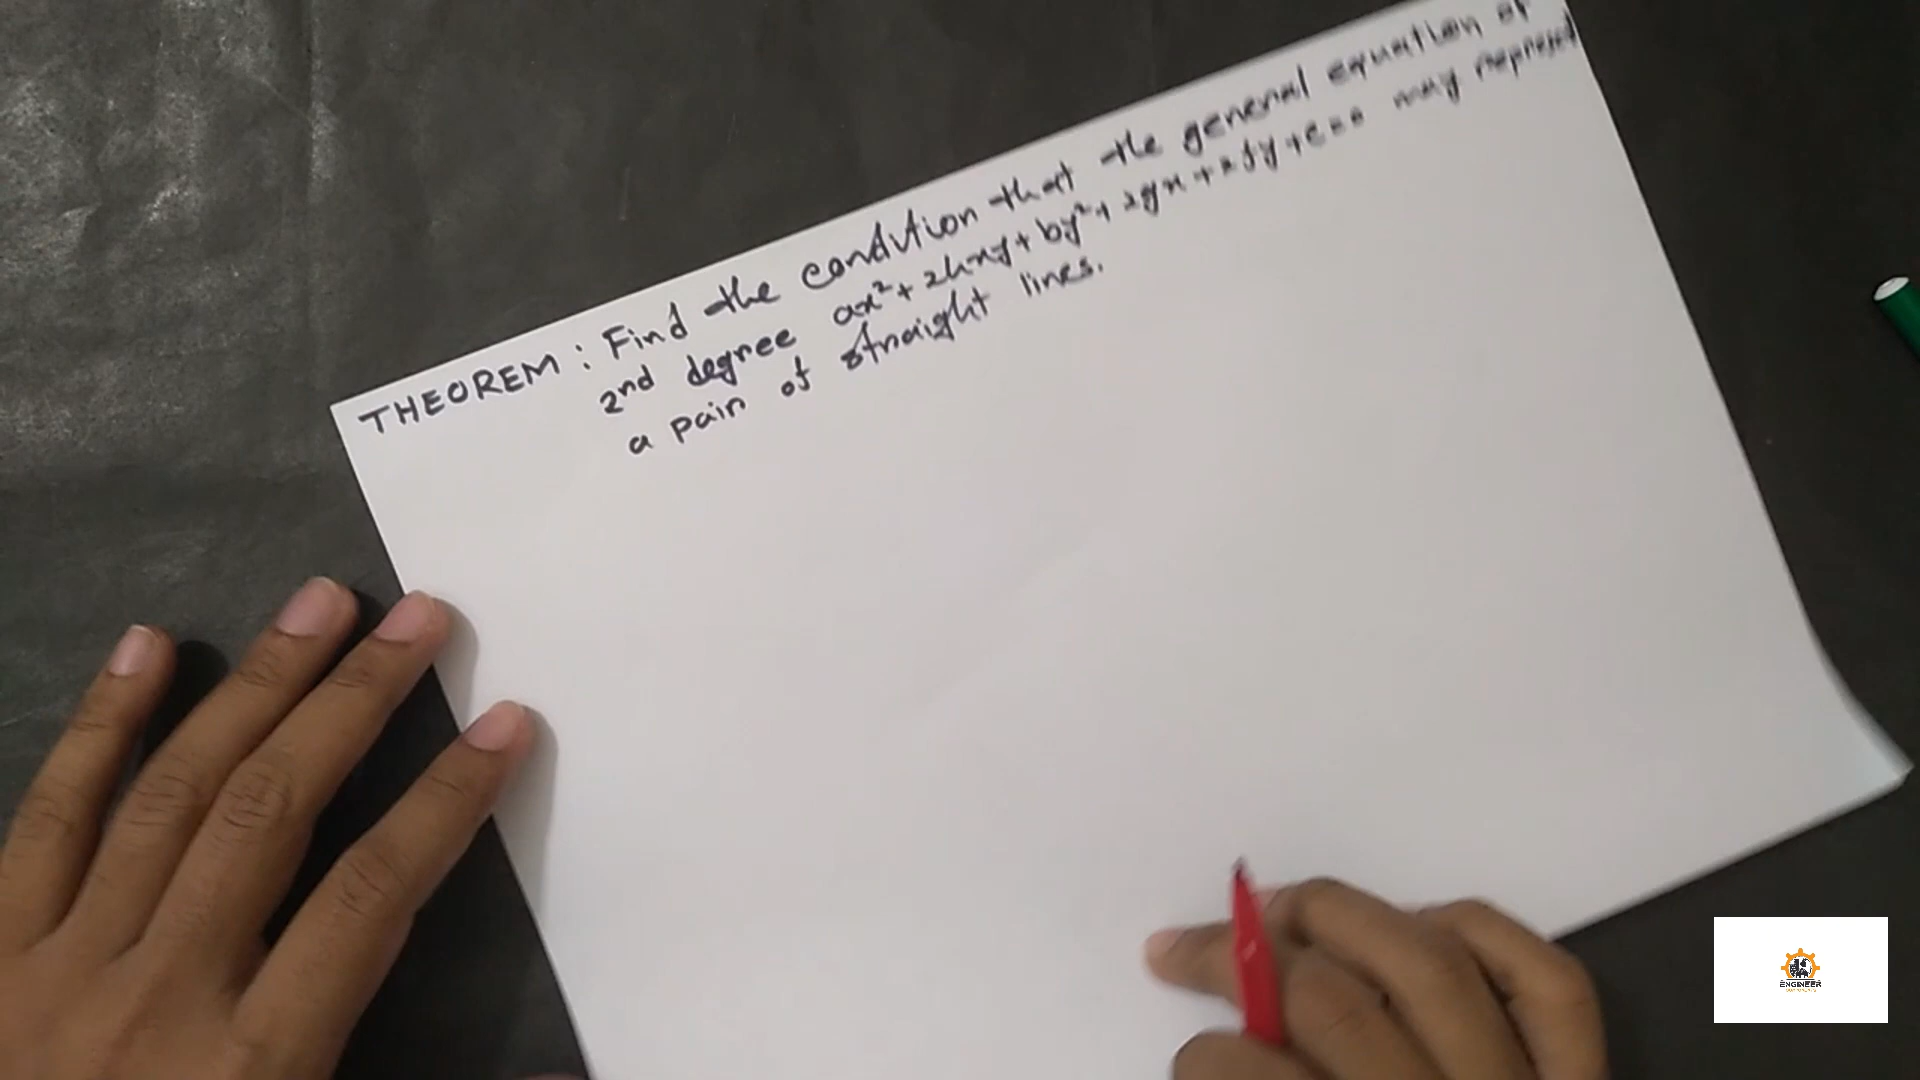 THEOREM : Find the condition that the general equation of
2nd degree ax² + 2hxy + by² + 2gx + 2fy + c = 0 may represent
a pair of straight lines.
ENGINEER